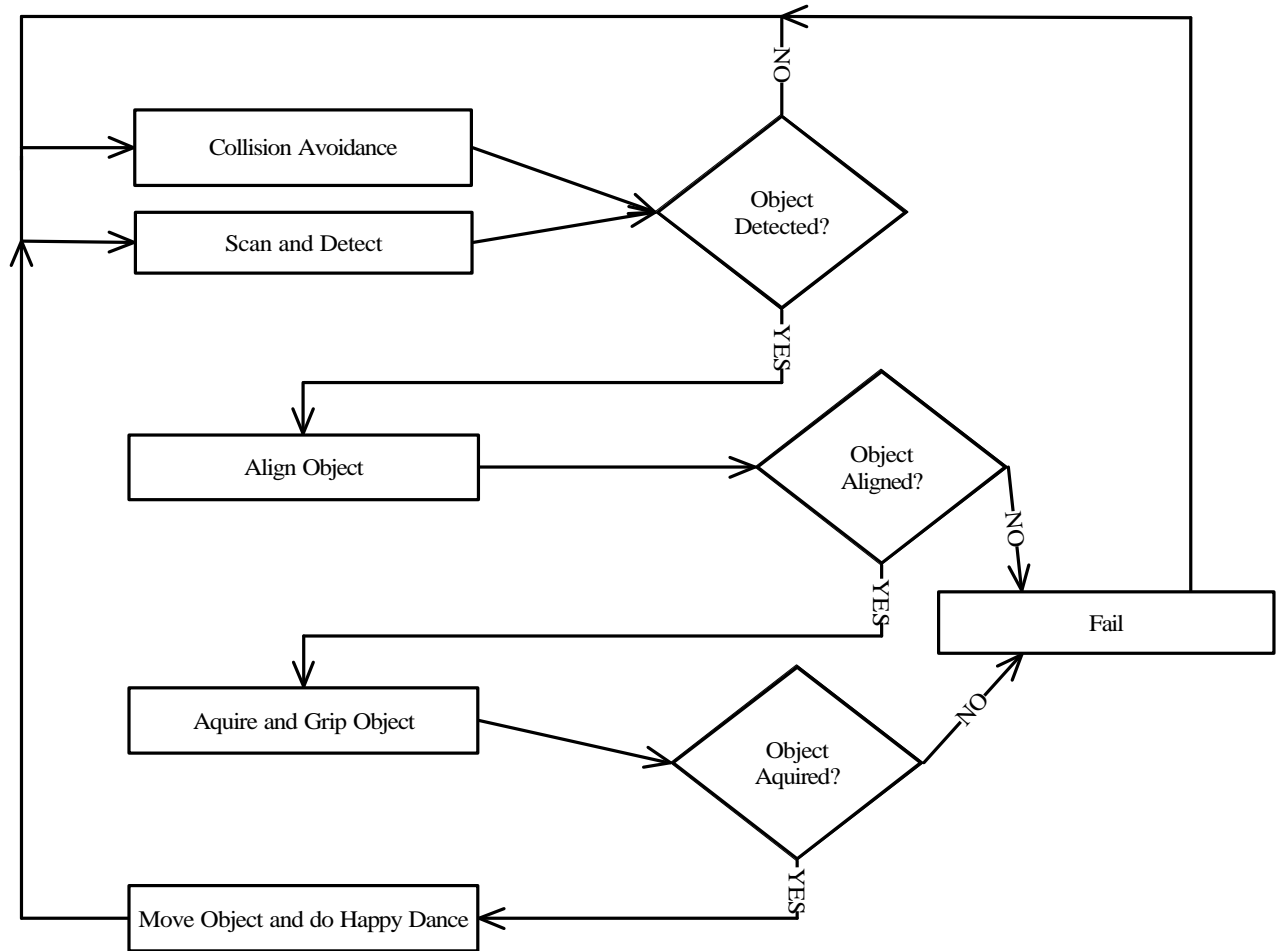 NO
Collision Avoidance
Object
Detected?
Scan and Detect
YES
Object
Aligned?
Align Object
NO
YES
Fail
Aquire and Grip Object
NO
Object
Aquired?
YES
Move Object and do Happy Dance